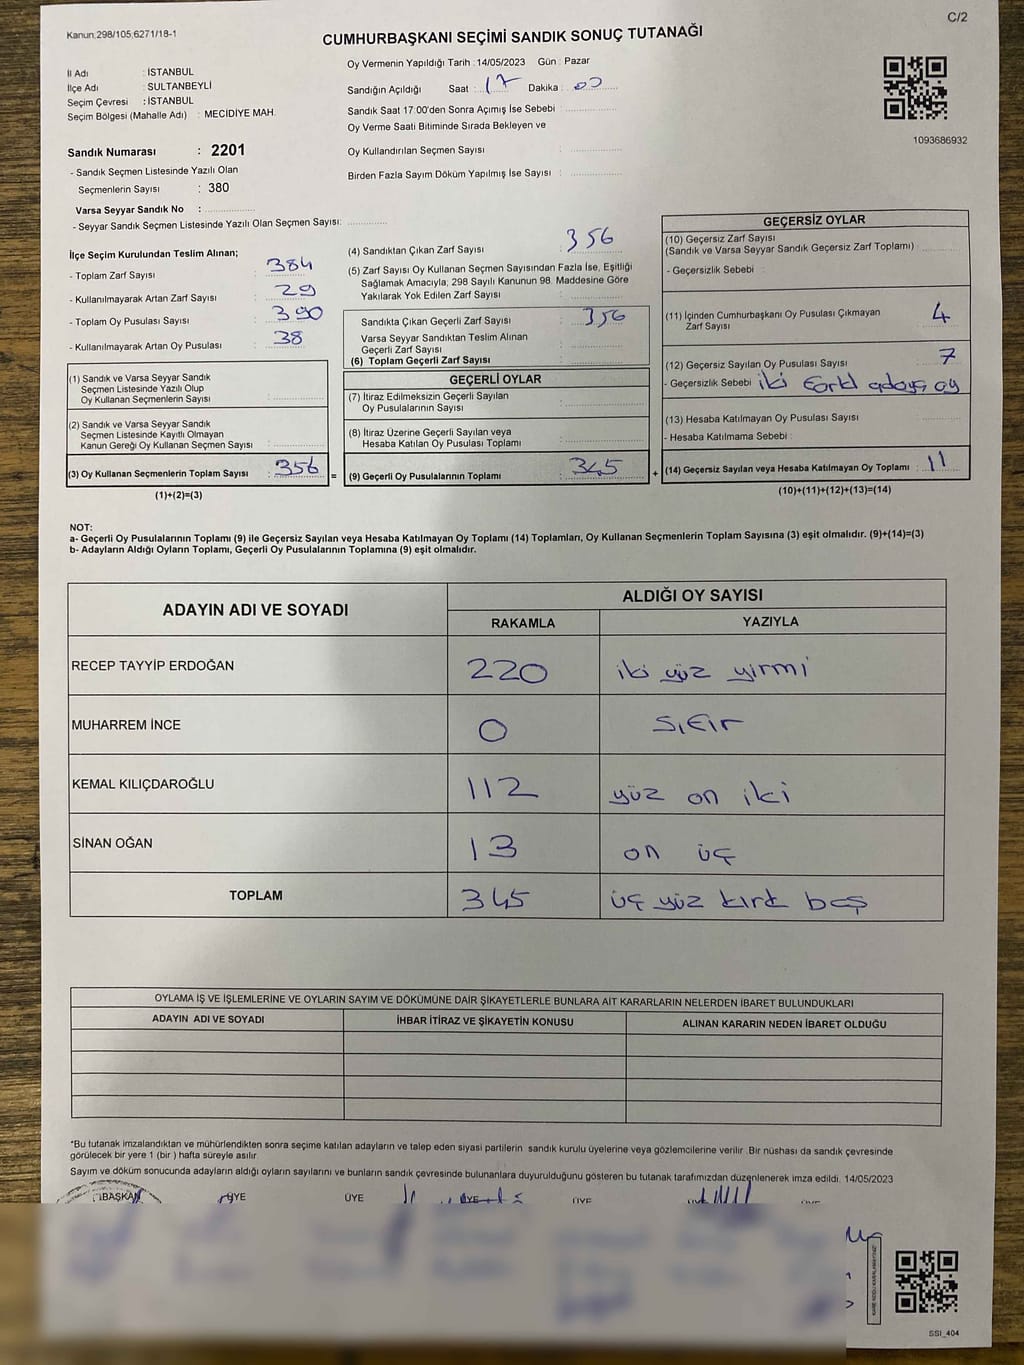 Kanun;298/105;6271/18-1
C/2
CUMHURBAŞKANI SEÇİMİ SANDIK SONUÇ TUTANAĞI
İl Adı : İSTANBUL
İlçe Adı : SULTANBEYLİ
Seçim Çevresi : İSTANBUL
Seçim Bölgesi (Mahalle Adı) : MECİDİYE MAH.
Oy Vermenin Yapıldığı Tarih :14/05/2023 Gün : Pazar
Sandığın Açıldığı Saat : 17 Dakika : 00
Sandık Saat 17:00'den Sonra Açımış İse Sebebi :
Oy Verme Saati Bitiminde Sırada Bekleyen ve
Oy Kullandırılan Seçmen Sayısı :
Birden Fazla Sayım Döküm Yapılmış İse Sayısı :
1093686932
Sandık Numarası : 2201
- Sandık Seçmen Listesinde Yazılı Olan
Seçmenlerin Sayısı : 380
Varsa Seyyar Sandık No :
- Seyyar Sandık Seçmen Listesinde Yazılı Olan Seçmen Sayısı:
İlçe Seçim Kurulundan Teslim Alınan;
- Toplam Zarf Sayısı : 384
- Kullanılmayarak Artan Zarf Sayısı : 29
- Toplam Oy Pusulası Sayısı : 390
- Kullanılmayarak Artan Oy Pusulası : 38
(1) Sandık ve Varsa Seyyar Sandık
Seçmen Listesinde Yazılı Olup
Oy Kullanan Seçmenlerin Sayısı :
(2) Sandık ve Varsa Seyyar Sandık
Seçmen Listesinde Kayıtlı Olmayan
Kanun Gereği Oy Kullanan Seçmen Sayısı :
(3) Oy Kullanan Seçmenlerin Toplam Sayısı : 356 =
(1)+(2)=(3)
(4) Sandıktan Çıkan Zarf Sayısı : 356
(5) Zarf Sayısı Oy Kullanan Seçmen Sayısından Fazla İse, Eşitliği
Sağlamak Amacıyla; 298 Sayılı Kanunun 98. Maddesine Göre
Yakılarak Yok Edilen Zarf Sayısı :
Sandıkta Çıkan Geçerli Zarf Sayısı : 356
Varsa Seyyar Sandıktan Teslim Alınan
Geçerli Zarf Sayısı :
(6) Toplam Geçerli Zarf Sayısı :
GEÇERLİ OYLAR
(7) İtiraz Edilmeksizin Geçerli Sayılan
Oy Pusulalarının Sayısı :
(8) İtiraz Üzerine Geçerli Sayılan veya
Hesaba Katılan Oy Pusulası Toplamı :
(9) Geçerli Oy Pusulalarının Toplamı : 345 +
GEÇERSİZ OYLAR
(10) Geçersiz Zarf Sayısı
(Sandık ve Varsa Seyyar Sandık Geçersiz Zarf Toplamı) :
- Geçersizlik Sebebi :
(11) İçinden Cumhurbaşkanı Oy Pusulası Çıkmayan
Zarf Sayısı : 4
(12) Geçersiz Sayılan Oy Pusulası Sayısı : 7
- Geçersizlik Sebebi : iki farklı adaya oy
(13) Hesaba Katılmayan Oy Pusulası Sayısı :
- Hesaba Katılmama Sebebi :
(14) Geçersiz Sayılan veya Hesaba Katılmayan Oy Toplamı : 11
(10)+(11)+(12)+(13)=(14)
NOT:
a- Geçerli Oy Pusulalarının Toplamı (9) ile Geçersiz Sayılan veya Hesaba Katılmayan Oy Toplamı (14) Toplamları, Oy Kullanan Seçmenlerin Toplam Sayısına (3) eşit olmalıdır. (9)+(14)=(3)
b- Adayların Aldığı Oyların Toplamı, Geçerli Oy Pusulalarının Toplamına (9) eşit olmalıdır.
ADAYIN ADI VE SOYADI
ALDIĞI OY SAYISI
RAKAMLA YAZIYLA
RECEP TAYYİP ERDOĞAN 220 iki yüz yirmi
MUHARREM İNCE 0 sıfır
KEMAL KILIÇDAROĞLU 112 yüz on iki
SİNAN OĞAN 13 on üç
TOPLAM 345 üç yüz kırk beş
OYLAMA İŞ VE İŞLEMLERİNE VE OYLARIN SAYIM VE DÖKÜMÜNE DAİR ŞİKAYETLERLE BUNLARA AİT KARARLARIN NELERDEN İBARET BULUNDUKLARI
ADAYIN ADI VE SOYADI İHBAR İTİRAZ VE ŞİKAYETİN KONUSU ALINAN KARARIN NEDEN İBARET OLDUĞU
*Bu tutanak imzalandıktan ve mühürlendikten sonra seçime katılan adayların ve talep eden siyasi partilerin sandık kurulu üyelerine veya gözlemcilerine verilir .Bir nüshası da sandık çevresinde
görülecek bir yere 1 (bir ) hafta süreyle asılır.
Sayım ve döküm sonucunda adayların aldığı oyların sayılarını ve bunların sandık çevresinde bulunanlara duyurulduğunu gösteren bu tutanak tarafımızdan düzenlenerek imza edildi. 14/05/2023
BAŞKAN ÜYE ÜYE ÜYE ÜYE
SSI_404